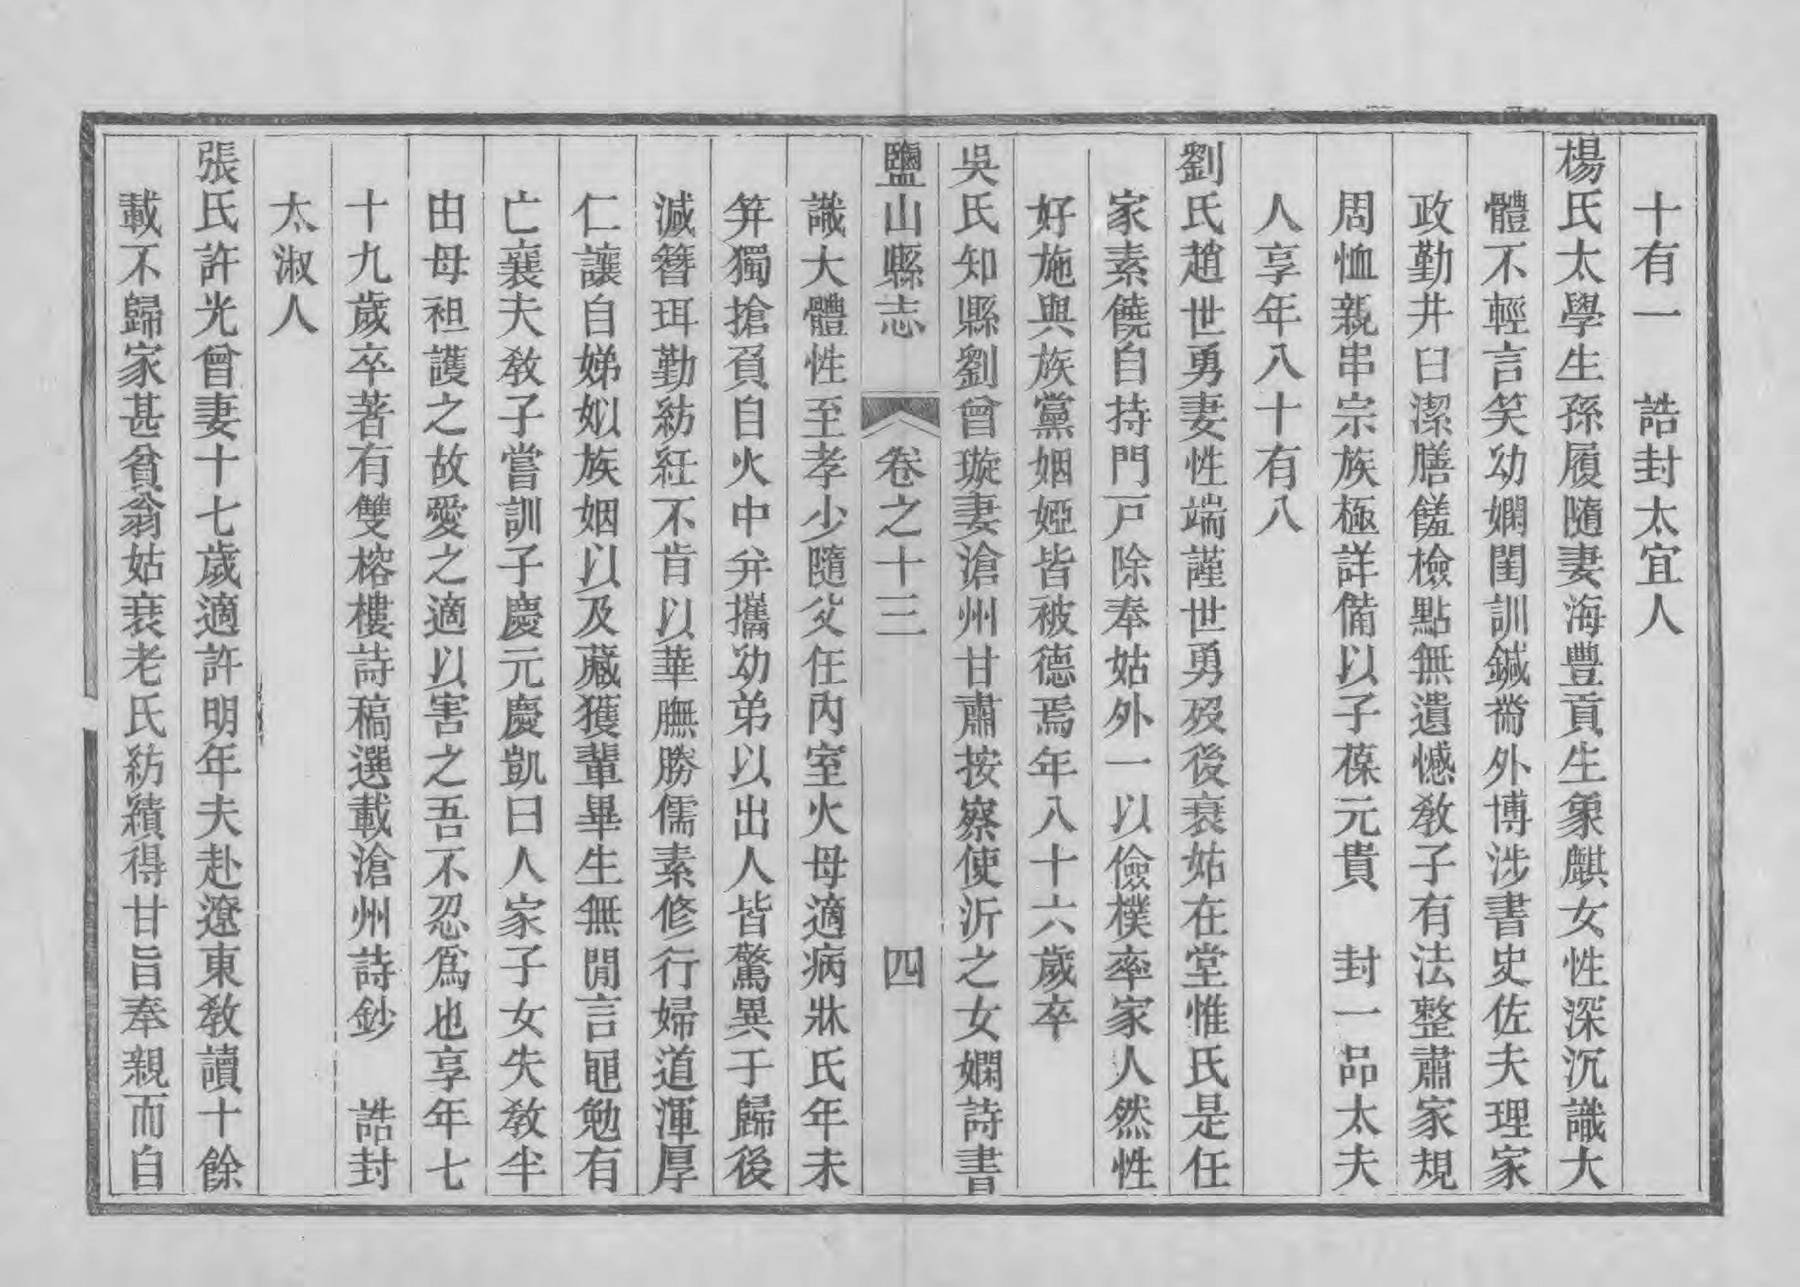 十有一　誥封太宜人
楊氏太學生孫履隨妻海豊貢生象麒女性深沉識大
體不輕言笑幼嫻閨訓鍼黹外博涉書史佐夫理家
政勤井臼潔膳饈檢點無遺憾教子有法整肅家規
周恤親串宗族極詳備以子葆元貴　封一品太夫
人享年八十有八
劉氏趙世勇妻性端謹世勇歿後衰姑在堂惟氏是任
家素饒自持門戸除奉姑外一以儉樸率家人然性
好施與族黨姻婭皆被德焉年八十六歲卒
吳氏知縣劉曾璇妻滄州甘肅按察使沂之女嫻詩書
鹽山縣志　卷之十三　四
識大體性至孝少隨父任內室火母適病牀氏年未
笄獨搶負自火中弁攜幼弟以出人皆驚異于歸後
減簪珥勤紡紝不肯以華膴勝儒素修行婦道渾厚
仁讓自娣姒族姻以及藏獲輩畢生無閒言黽勉有
亡襄夫教子嘗訓子慶元慶凱曰人家子女失教半
由母袒護之故愛之適以害之吾不忍爲也享年七
十九歲卒著有雙榕樓詩稿選載滄州詩鈔　誥封
太淑人
張氏許光曾妻十七歲適許明年夫赴遼東教讀十餘
載不歸家甚貧翁姑衰老氏紡績得甘旨奉親而自